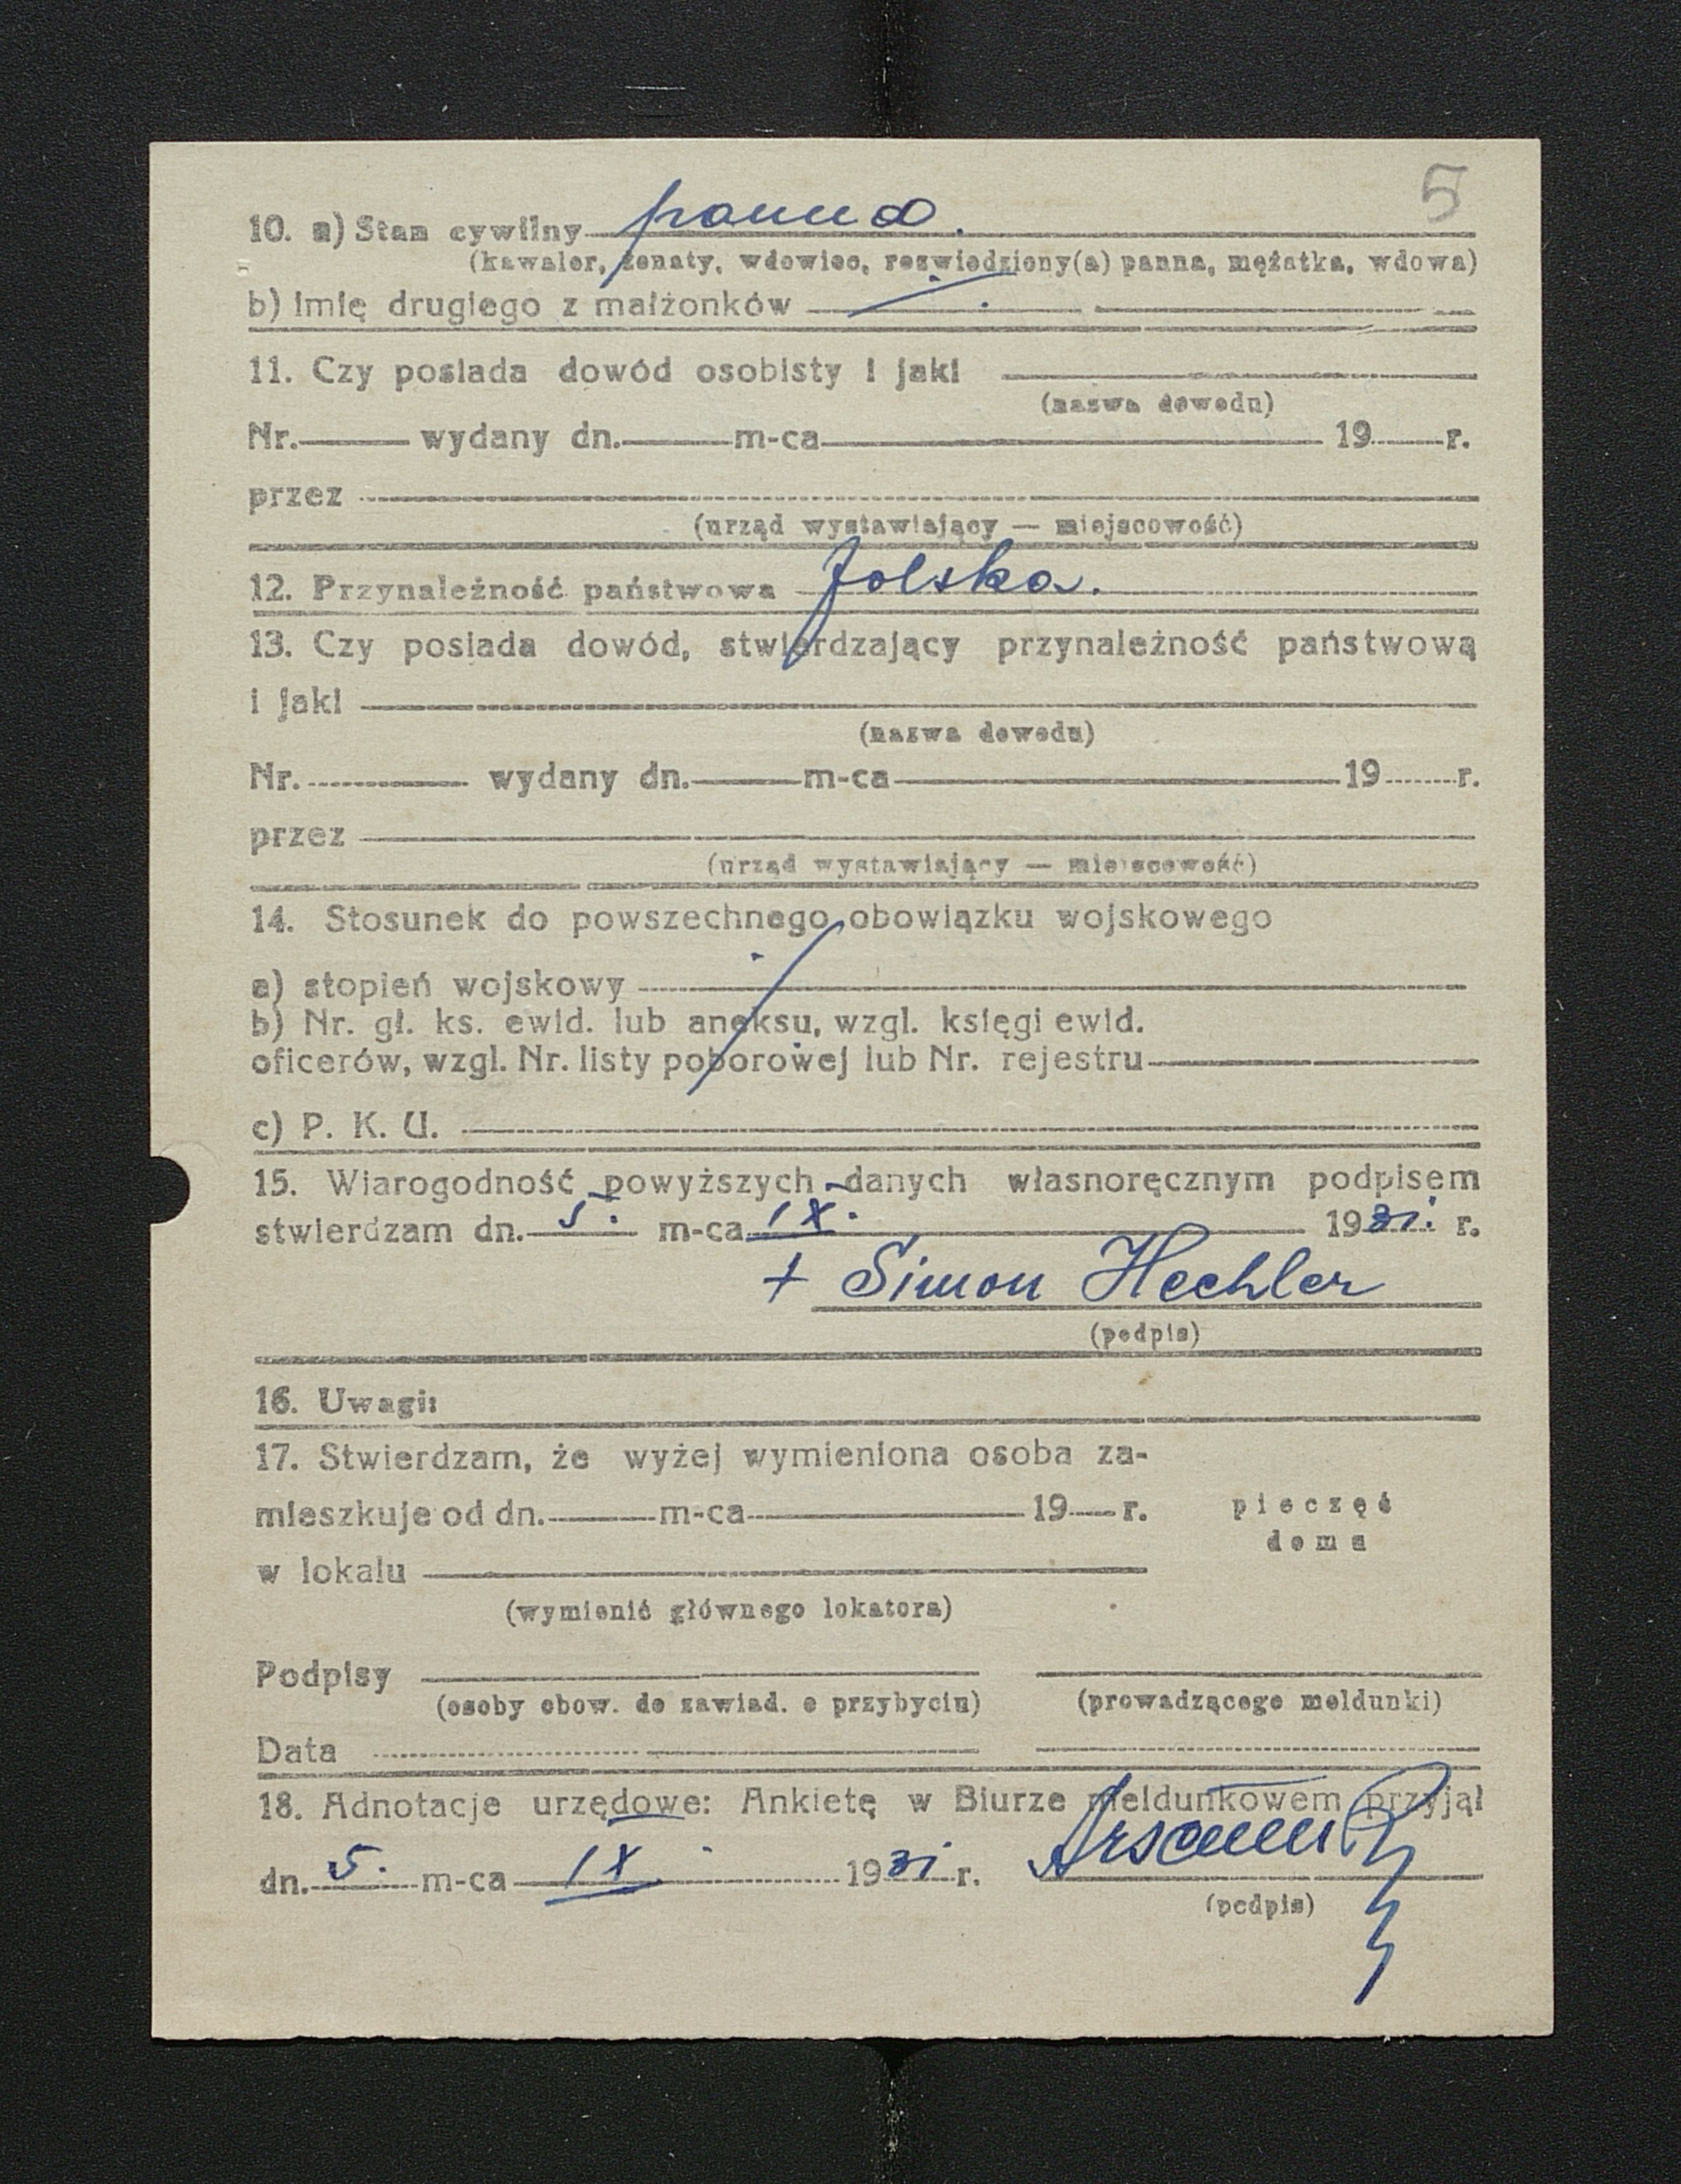 5
10. a) Stan cywilny panna.
(kawaler, żonaty, wdowiec, rozwiedziony(a) panna, mężatka, wdowa)
b) imię drugiego z małżonków
11. Czy posiada dowód osobisty i jaki
(nazwa dowodu)
Nr. wydany dn. m-ca 19 r.
przez
(urząd wystawiający — miejscowość)
12. Przynależność państwowa Polska.
13. Czy posiada dowód, stwierdzający przynależność państwową
i jaki
(nazwa dowodu)
Nr. wydany dn. m-ca 19 r.
przez
(urząd wystawiający — miejscowość)
14. Stosunek do powszechnego obowiązku wojskowego
a) stopień wojskowy
b) Nr. gł. ks. ewid. lub aneksu, wzgl. księgi ewid.
oficerów, wzgl. Nr. listy poborowej lub Nr. rejestru
c) P. K. U.
15. Wiarogodność powyższych danych własnoręcznym podpisem
stwierdzam dn. 5. m-ca IX. 1931. r.
+ Simon Hechler
(podpis)
16. Uwagi:
17. Stwierdzam, że wyżej wymieniona osoba za-
mieszkuje od dn. m-ca 19 r.
pieczęć
domu
w lokalu
(wymienić głównego lokatora)
Podpisy
(osoby obow. do zawiad. o przybyciu) (prowadzącego meldunki)
Data
18. Adnotacje urzędowe: Ankietę w Biurze meldunkowem przyjął
dn. 5. m-ca IX 1931 r.
(podpis)